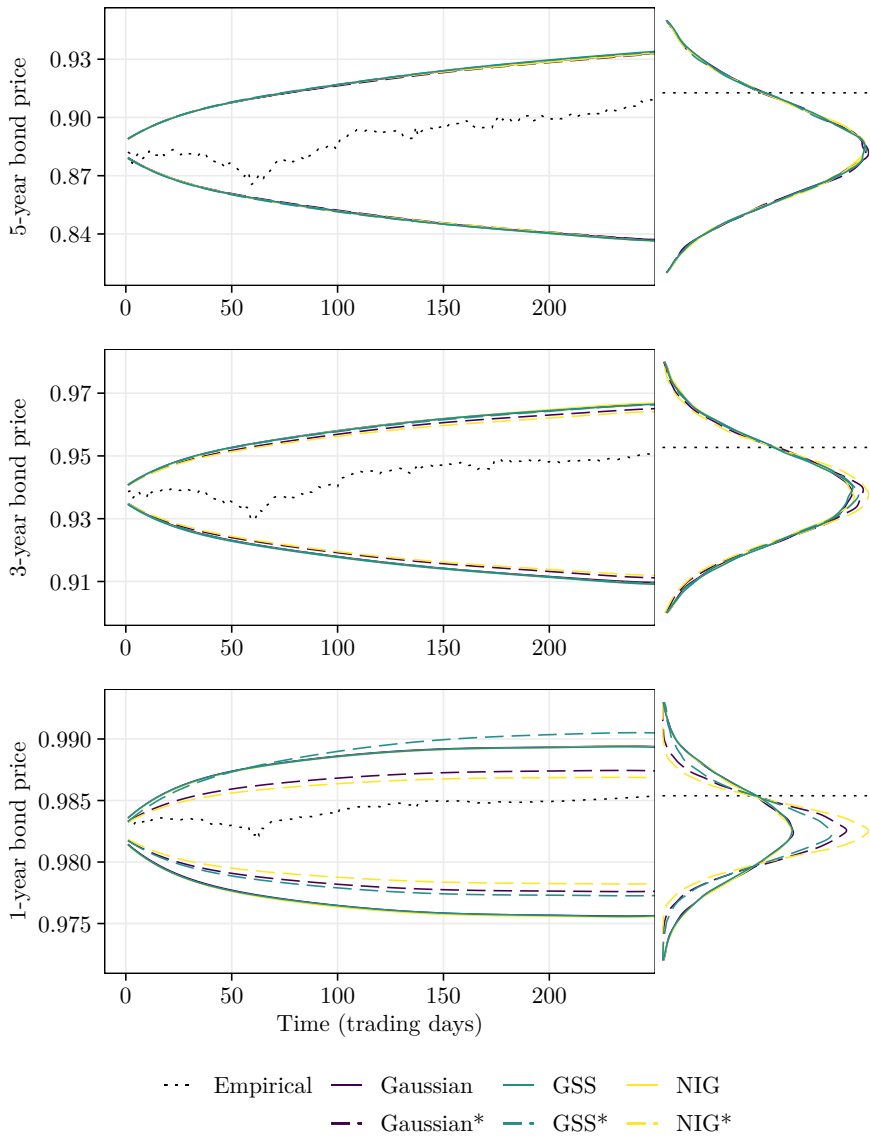 5-year bond price
0.93
0.90
0.87
0.84
0 50 100 150 200
3-year bond price
0.97
0.95
0.93
0.91
0 50 100 150 200
1-year bond price
0.990
0.985
0.980
0.975
0 50 100 150 200
Time (trading days)
Empirical Gaussian GSS NIG
Gaussian* GSS* NIG*